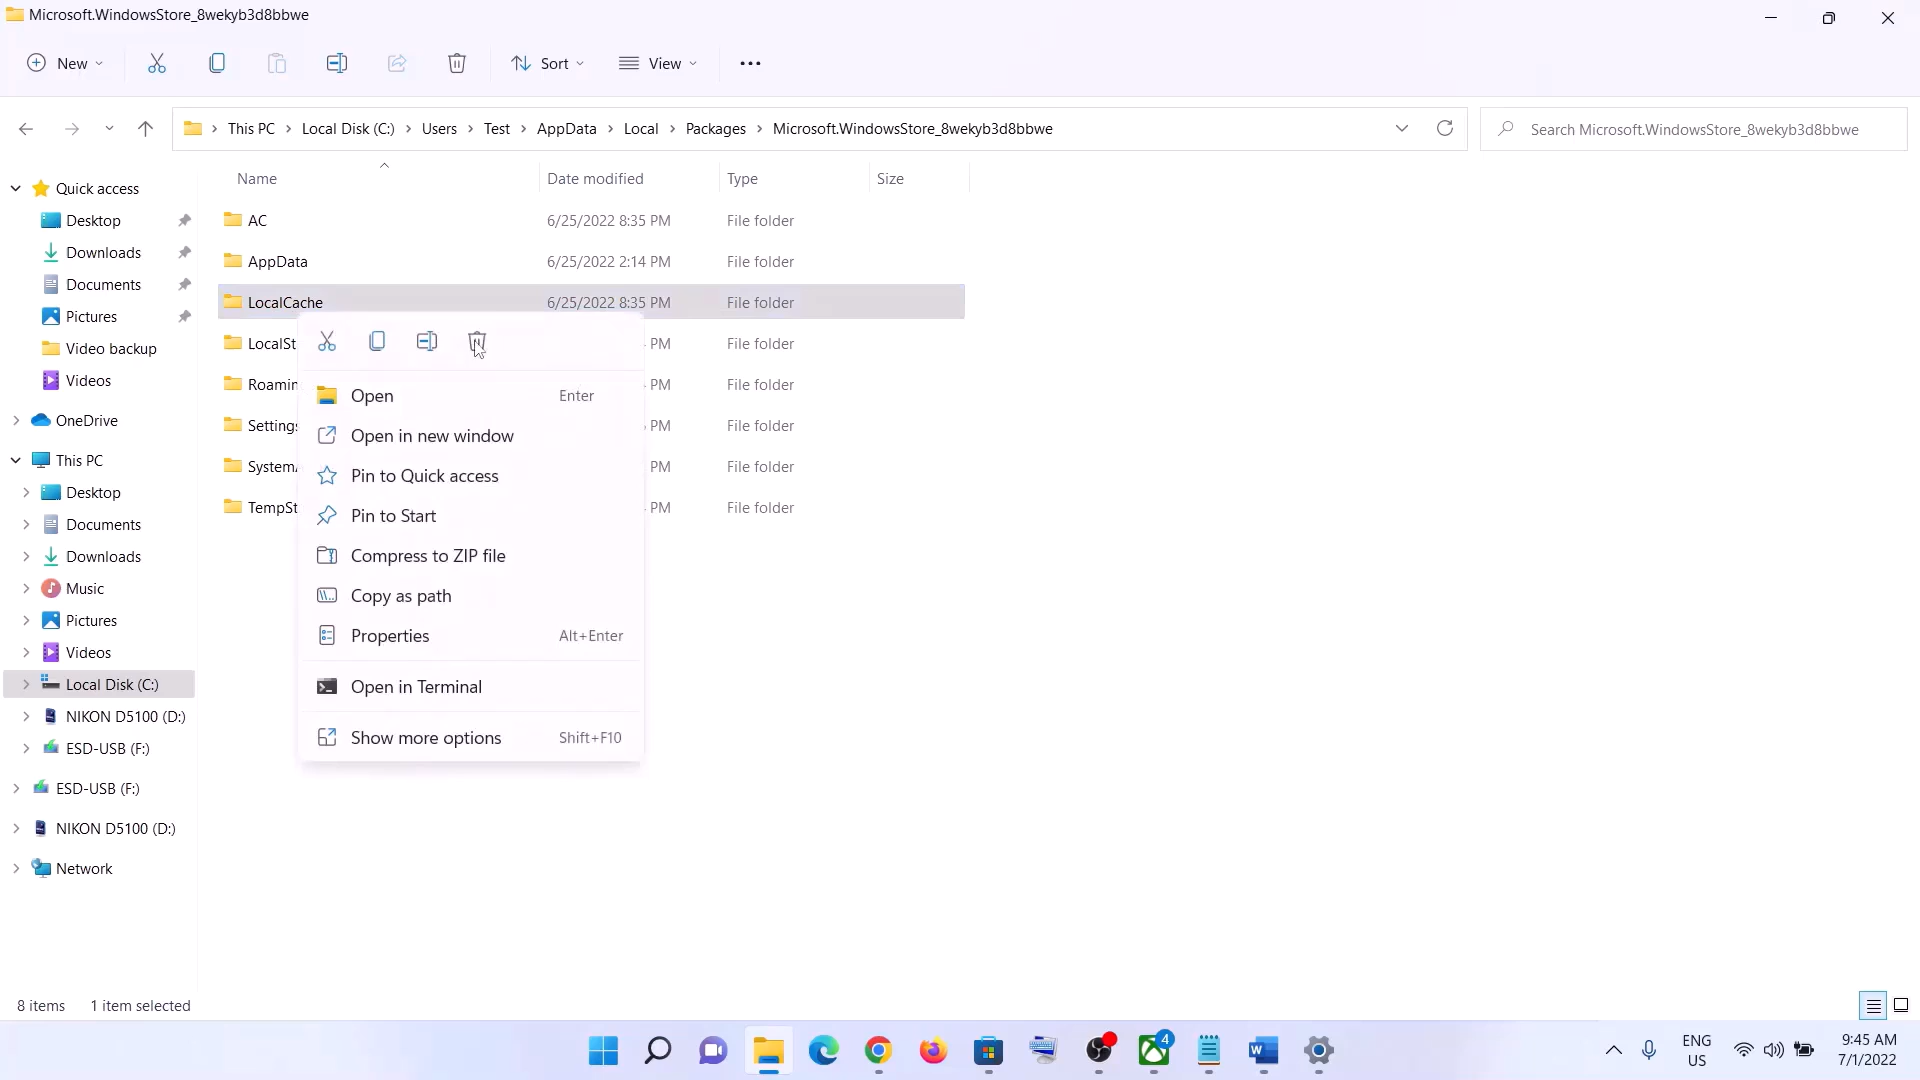 Microsoft.WindowsStore_8wekyb3d8bbwe
New
Sort
View
This PC > Local Disk (C:) > Users > Test > AppData > Local > Packages > Microsoft.WindowsStore_8wekyb3d8bbwe
Search Microsoft.WindowsStore_8wekyb3d8bbwe
Name Date modified Type Size
AC 6/25/2022 8:35 PM File folder
AppData 6/25/2022 2:14 PM File folder
LocalCache 6/25/2022 8:35 PM File folder
LocalSt PM File folder
Roamin PM File folder
Settings PM File folder
SystemA PM File folder
TempSt PM File folder
Open Enter
Open in new window
Pin to Quick access
Pin to Start
Compress to ZIP file
Copy as path
Properties Alt+Enter
Open in Terminal
Show more options Shift+F10
Quick access
Desktop
Downloads
Documents
Pictures
Video backup
Videos
OneDrive
This PC
Desktop
Documents
Downloads
Music
Pictures
Videos
Local Disk (C:)
NIKON D5100 (D:)
ESD-USB (F:)
ESD-USB (F:)
NIKON D5100 (D:)
Network
8 items 1 item selected
4
ENG
US
9:45 AM
7/1/2022